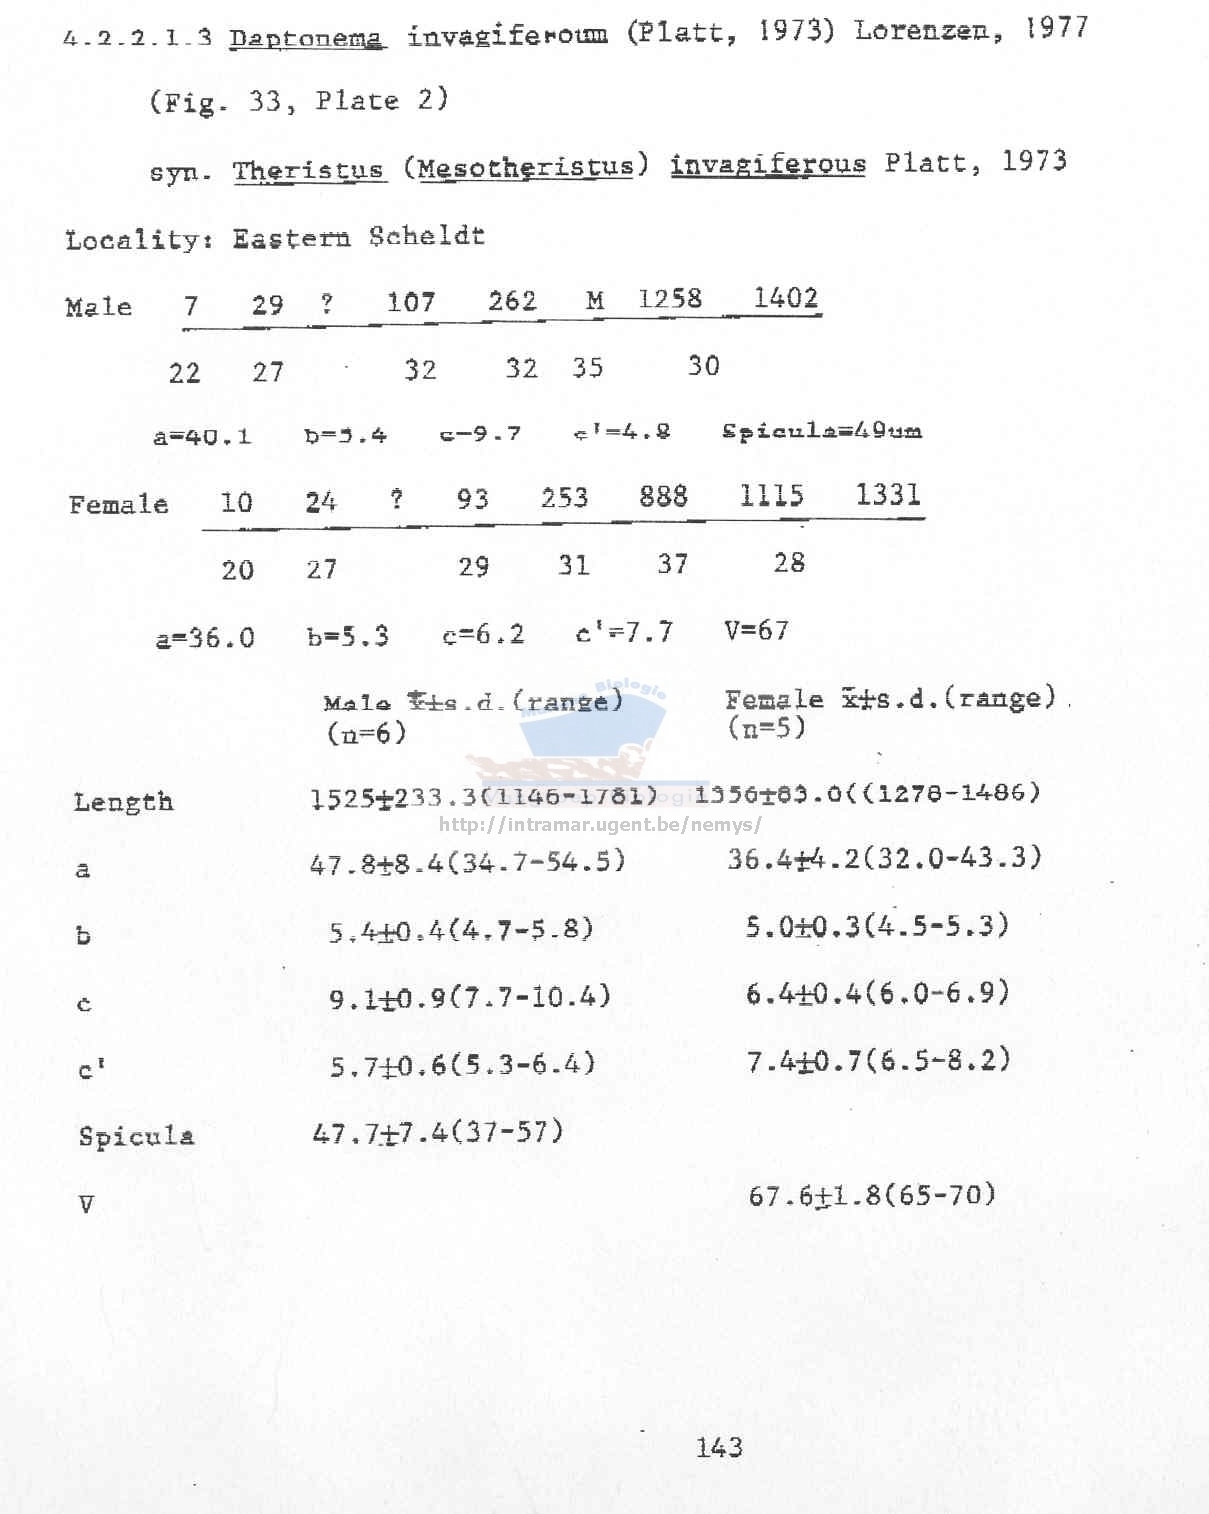 4.2.2.1.3 Daptonema invagiferoum (Platt, 1973) Lorenzen, 1977
(Fig. 33, Plate 2)
syn. Theristus (Mesotheristus) invagiferous Platt, 1973
Locality: Eastern Scheldt
Male 7 29 ? 107 262 M 1258 1402
22 27 32 32 35 30
a=40.1 b=5.4 c=9.7 c'=4.8 Spicula=49um
Female 10 24 ? 93 253 888 1115 1331
20 27 29 31 37 28
a=36.0 b=5.3 c=6.2 c'=7.7 V=67
Male x̄±s.d.(range) Female x̄±s.d.(range)
(n=6) (n=5)
Length 1525±233.3(1146-1781) 1356±83.0((1278-1486)
http://intramar.ugent.be/nemys/
a 47.8±8.4(34.7-54.5) 36.4±4.2(32.0-43.3)
b 5.4±0.4(4.7-5.8) 5.0±0.3(4.5-5.3)
c 9.1±0.9(7.7-10.4) 6.4±0.4(6.0-6.9)
c' 5.7±0.6(5.3-6.4) 7.4±0.7(6.5-8.2)
Spicula 47.7±7.4(37-57)
V 67.6±1.8(65-70)
143